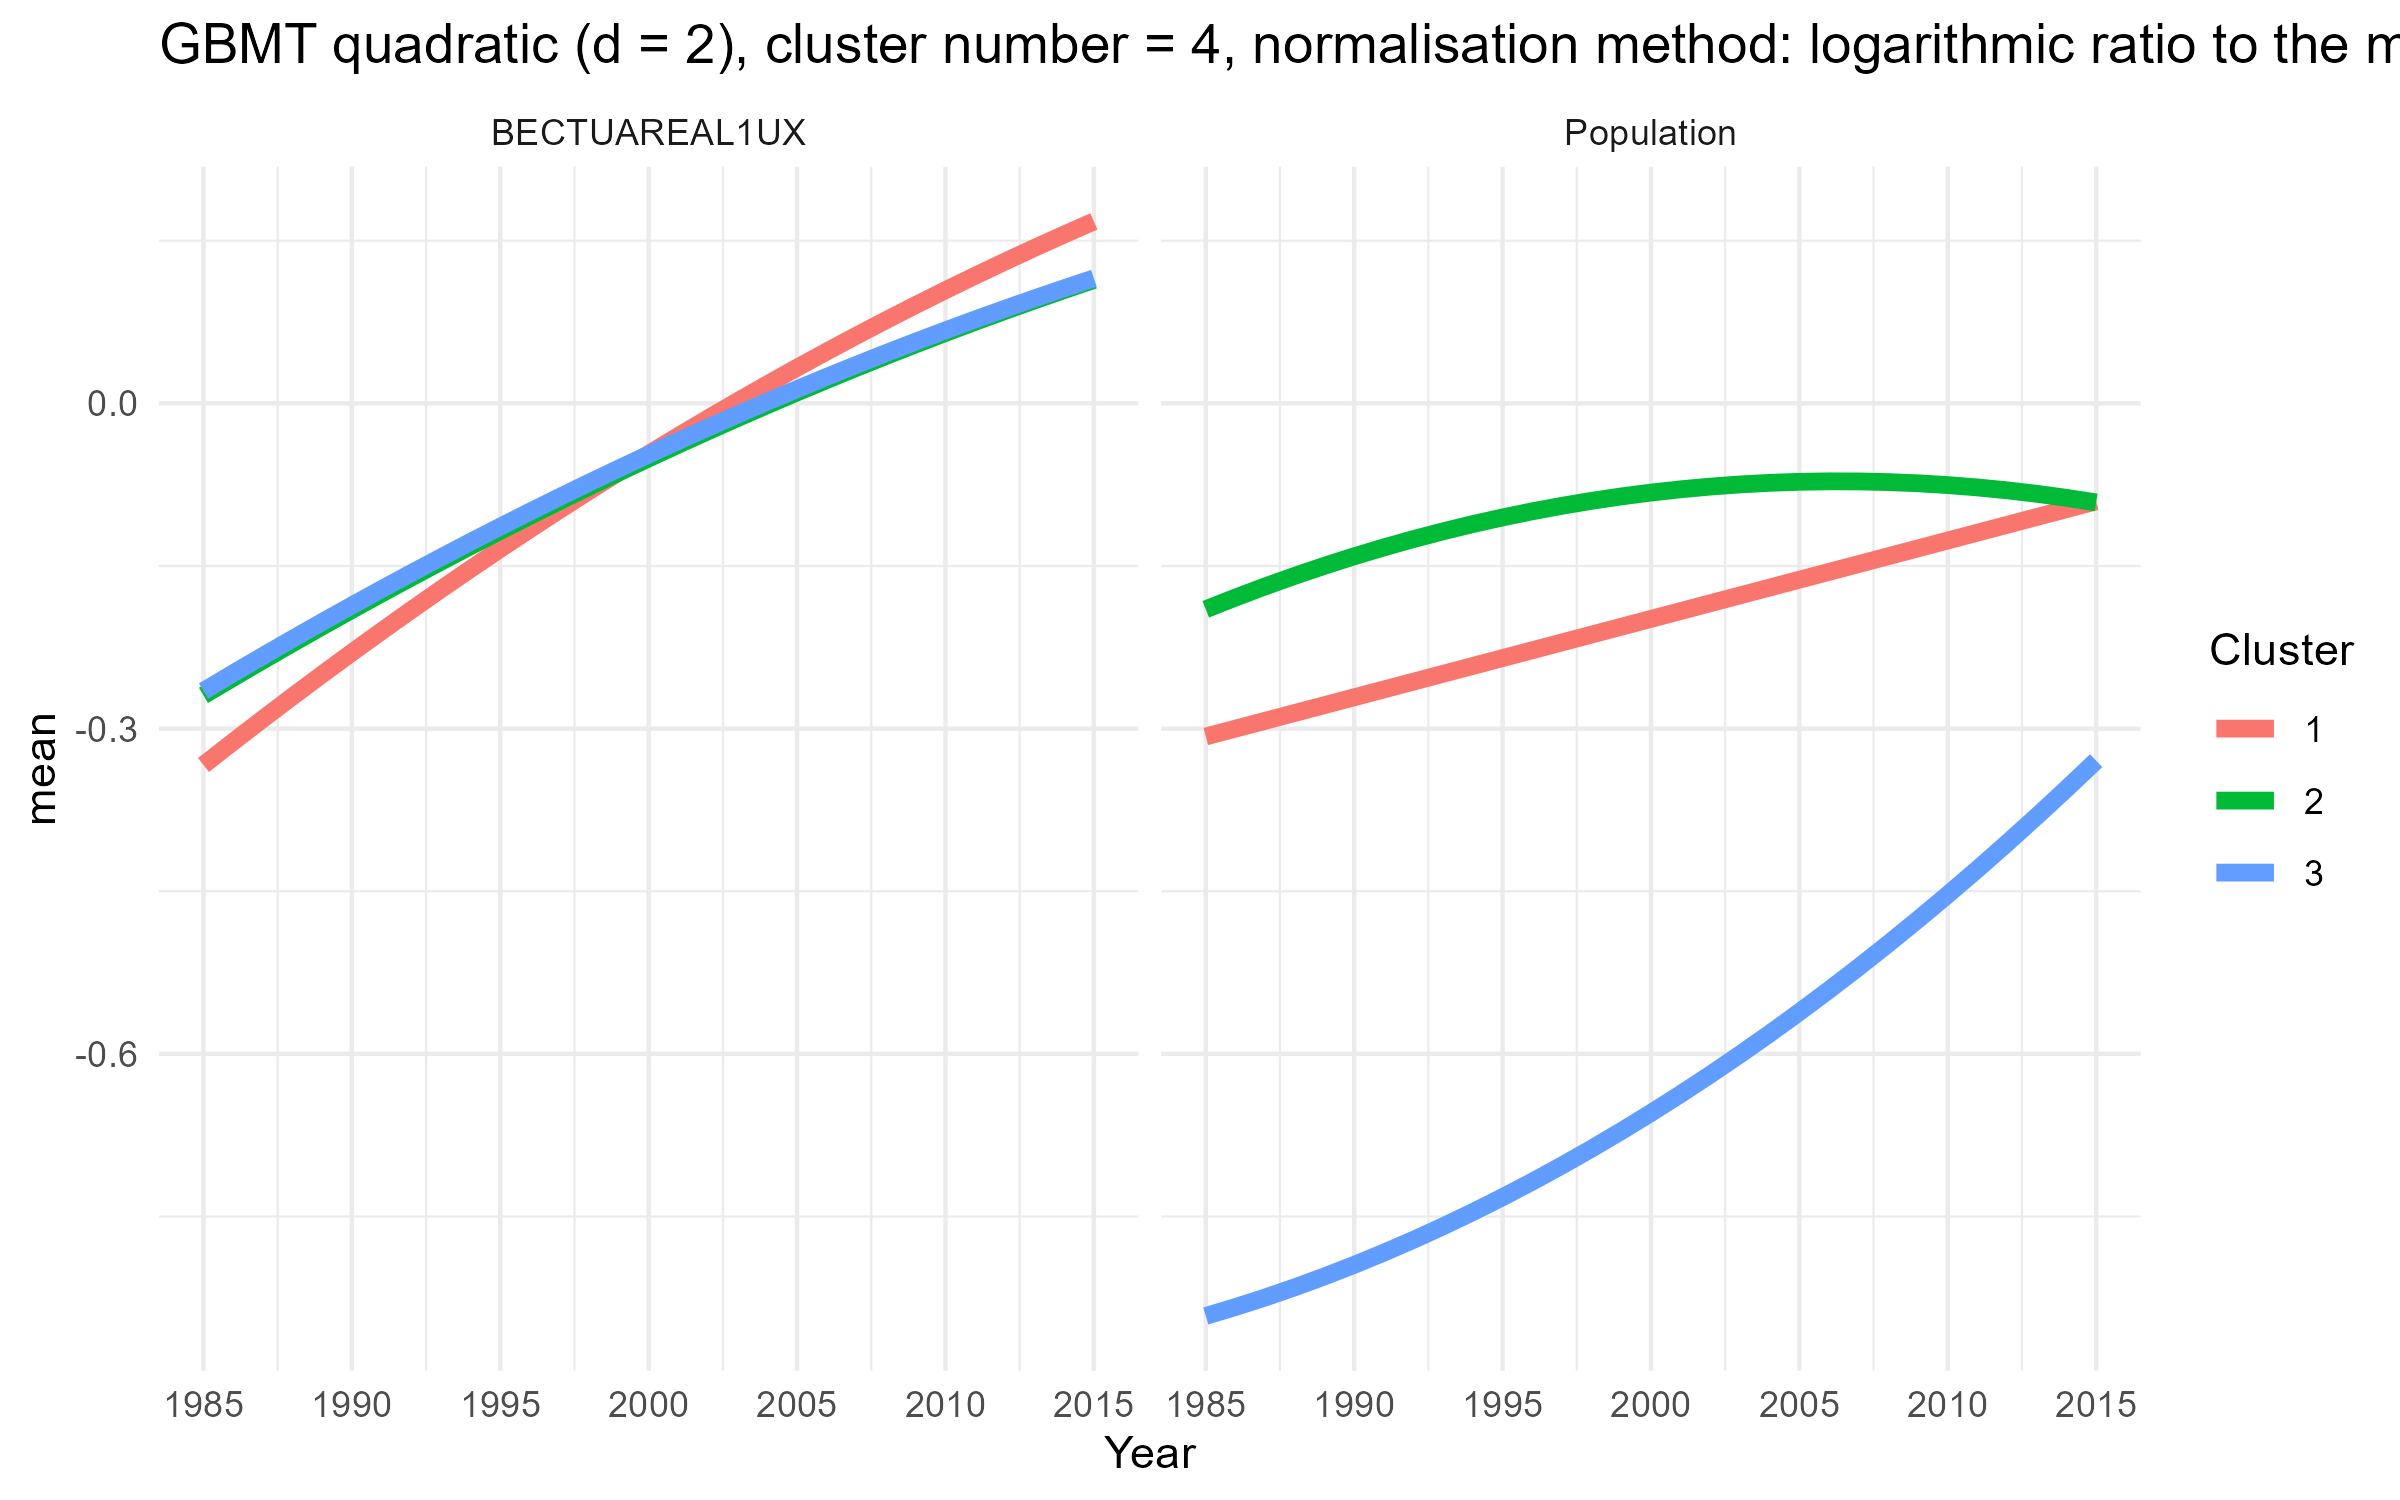 GBMT quadratic (d = 2), cluster number = 4, normalisation method: logarithmic ratio to the
BECTUAREAL1UX
Population
0.0
-0.3
-0.6
mean
1985 1990 1995 2000 2005 2010 2015
1985 1990 1995 2000 2005 2010 2015
Year
Cluster
1
2
3